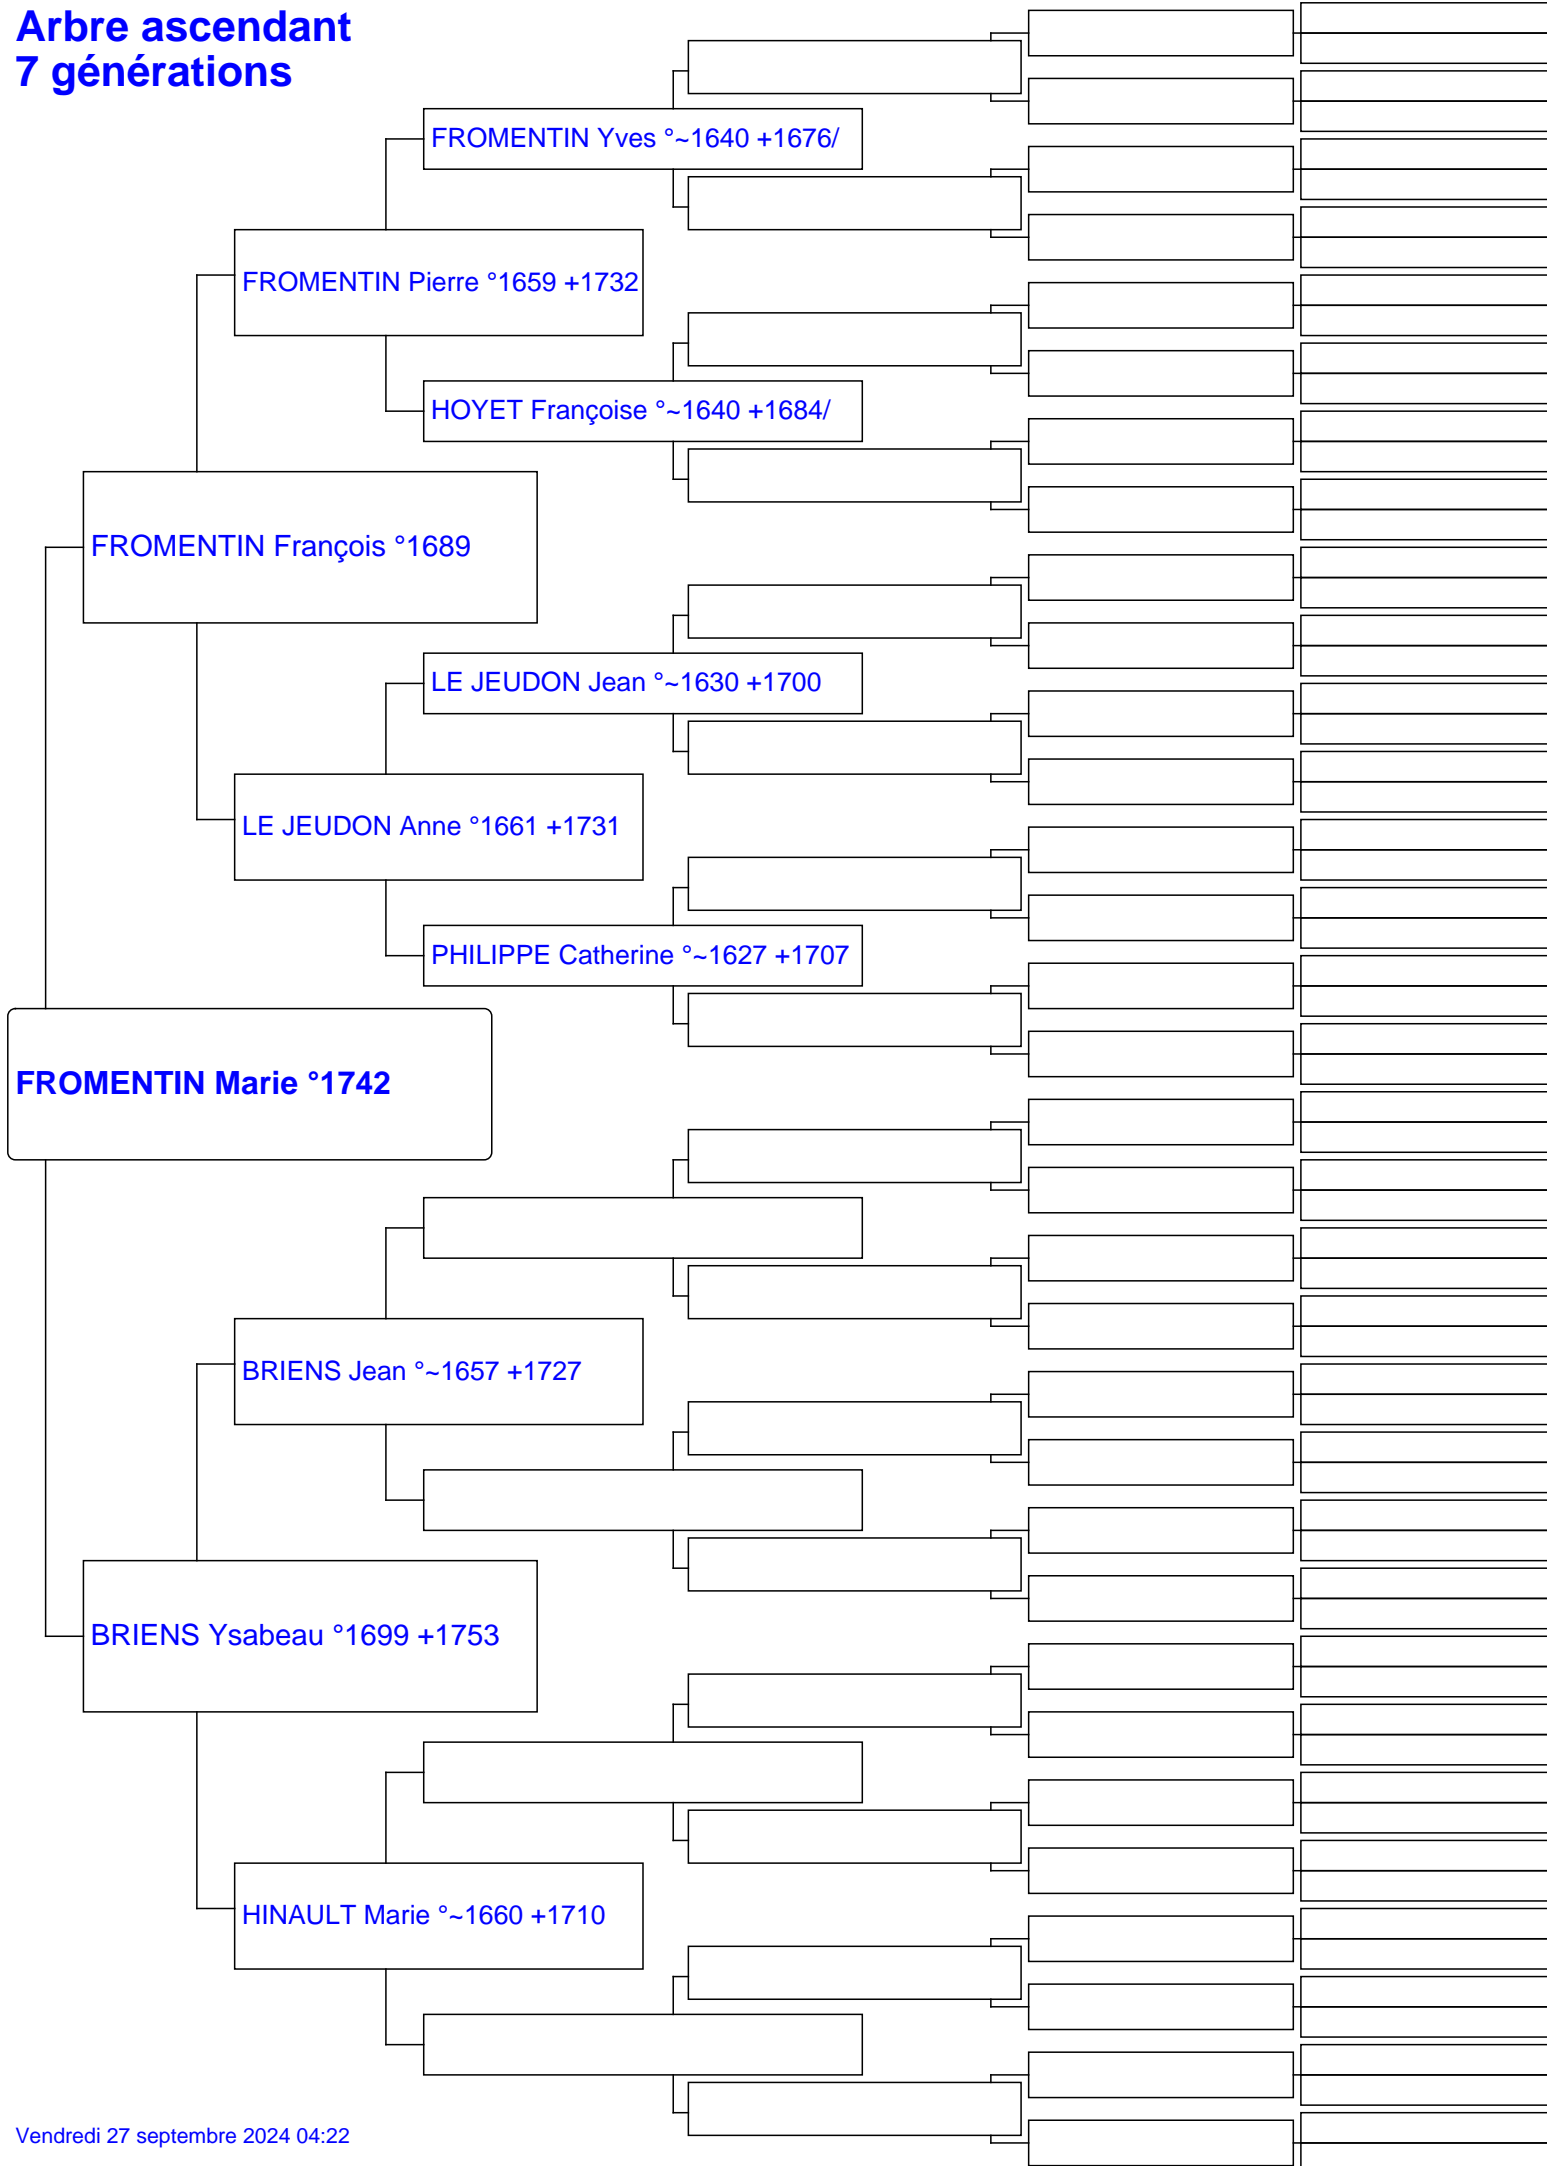 Arbre ascendant
7 générations
FROMENTIN Yves °~1640 +1676/
FROMENTIN Pierre °1659 +1732
HOYET Françoise °~1640 +1684/
FROMENTIN François °1689
LE JEUDON Jean °~1630 +1700
LE JEUDON Anne °1661 +1731
PHILIPPE Catherine °~1627 +1707
FROMENTIN Marie °1742
BRIENS Jean °~1657 +1727
BRIENS Ysabeau °1699 +1753
HINAULT Marie °~1660 +1710
Vendredi 27 septembre 2024 04:22